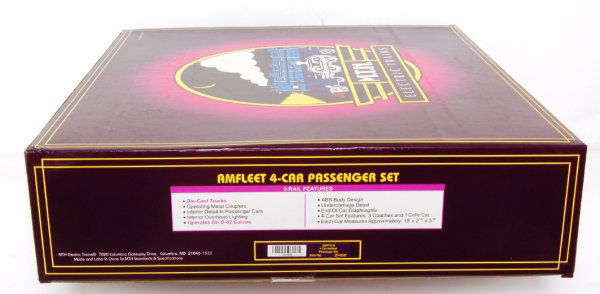 M.T.H.
ELECTRIC TRAINS
AMFLEET 4-CAR PASSENGER SET
3-RAIL FEATURES
• Die-Cast Trucks
• Operating Metal Couplers
• Interior Detail In Passenger Cars
• Interior Overhead Lighting
• Operates On O-42 Curves
• ABS Body Design
• Undercarriage Detail
• End Of Car Diaphragms
• 4-Car Set Features: 3 Coaches and 1 Cafe Car
• Each Car Measures Approximately:
MTH Electric Trains® 7020 Columbia Gateway Drive, Columbia, MD 21046-1532
Made and Litho in China To MTH Standards & Specifications